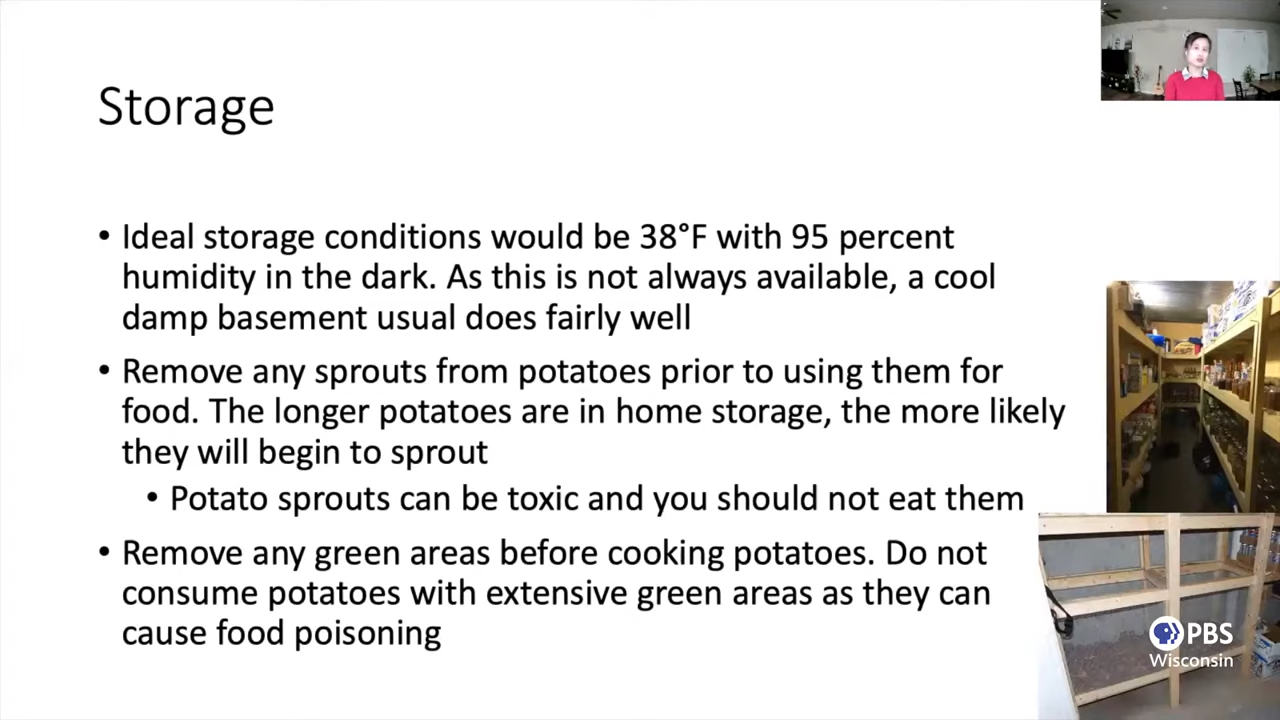 Storage
• Ideal storage conditions would be 38°F with 95 percent
humidity in the dark. As this is not always available, a cool
damp basement usual does fairly well
• Remove any sprouts from potatoes prior to using them for
food. The longer potatoes are in home storage, the more likely
they will begin to sprout
• Potato sprouts can be toxic and you should not eat them
• Remove any green areas before cooking potatoes. Do not
consume potatoes with extensive green areas as they can
cause food poisoning
PBS
Wisconsin